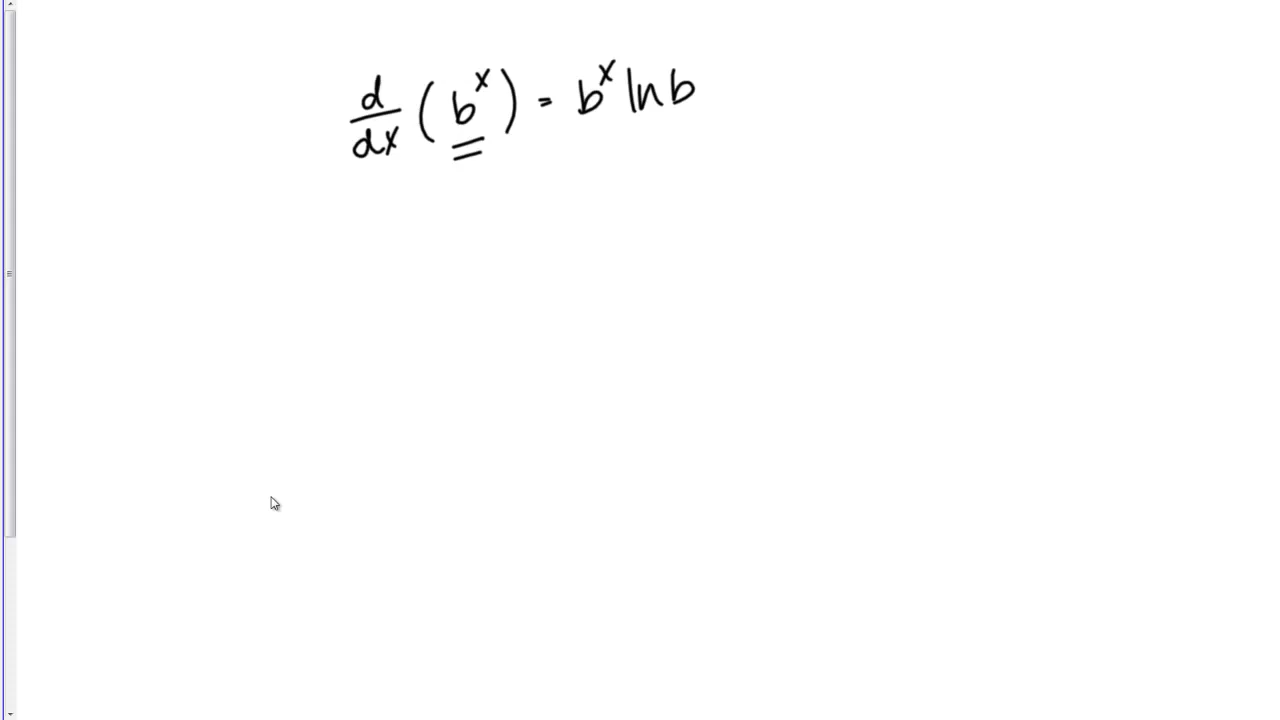 d/dx (b^x) = b^x ln b